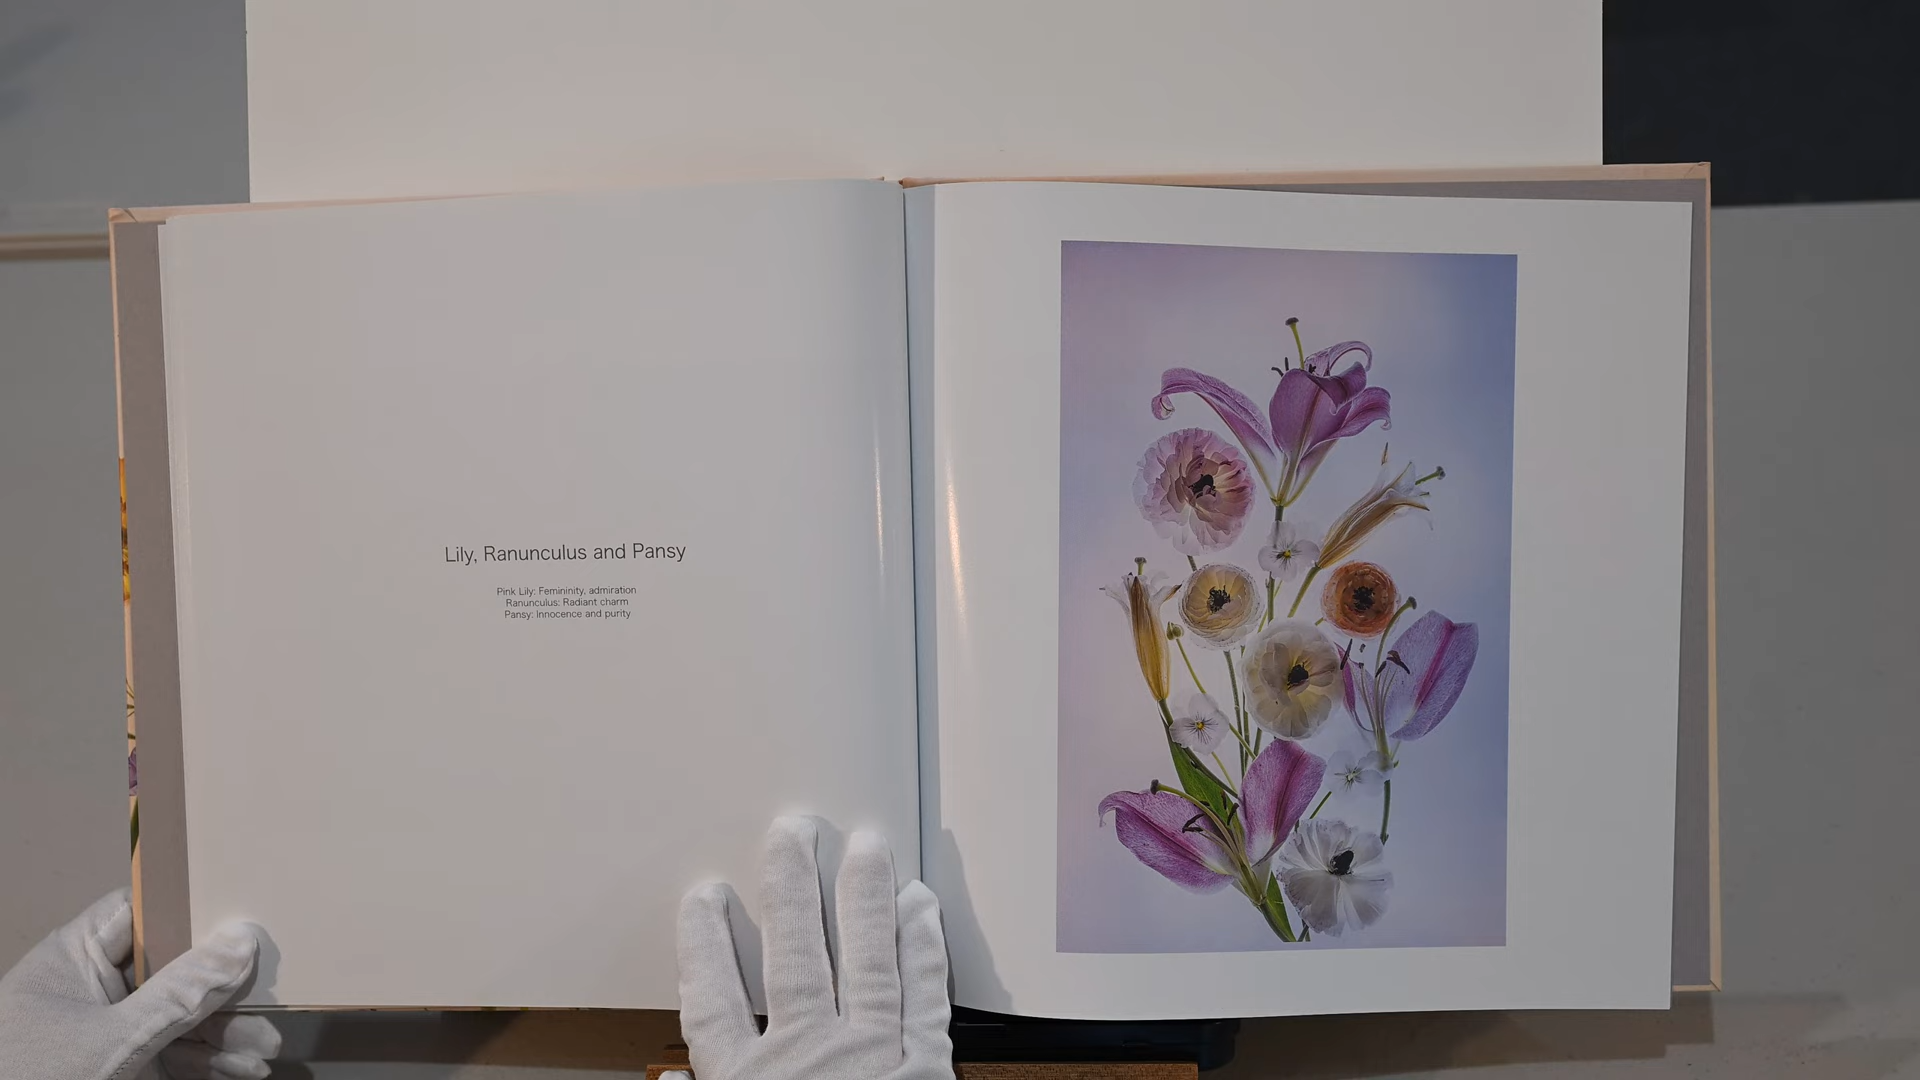 Lily, Ranunculus and Pansy
Pink Lily: Femininity, admiration
Ranunculus: Radiant charm
Pansy: Innocence and purity